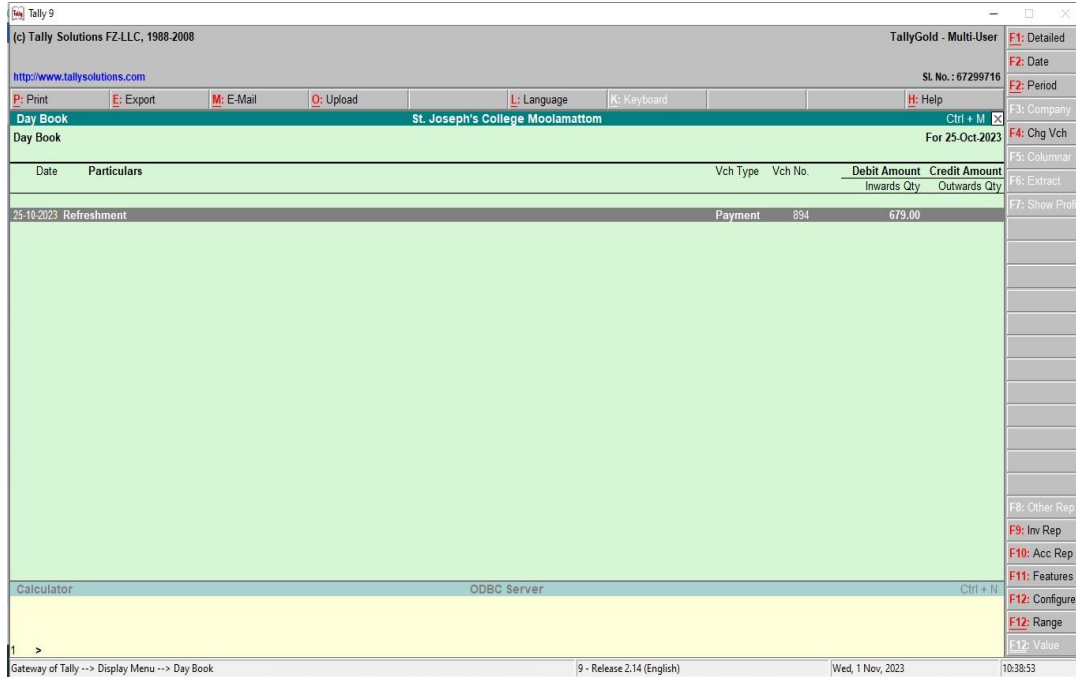 Tally 9
(c) Tally Solutions FZ-LLC, 1988-2008 TallyGold - Multi-User
http://www.tallysolutions.com Sl. No. : 67299716
P: Print E: Export M: E-Mail O: Upload L: Language K: Keyboard H: Help
Day Book St. Joseph's College Moolamattom Ctrl + M
Day Book For 25-Oct-2023
Date Particulars Vch Type Vch No. Debit Amount Credit Amount
Inwards Qty Outwards Qty
25-10-2023 Refreshment Payment 894 679.00
Calculator ODBC Server Ctrl + N
1 >
Gateway of Tally --> Display Menu --> Day Book 9 - Release 2.14 (English) Wed, 1 Nov, 2023 10:38:53
F1: Detailed
F2: Date
F2: Period
F3: Company
F4: Chg Vch
F5: Columnar
F6: Extract
F7: Show Profi
F8: Other Rep
F9: Inv Rep
F10: Acc Rep
F11: Features
F12: Configure
F12: Range
F12: Value